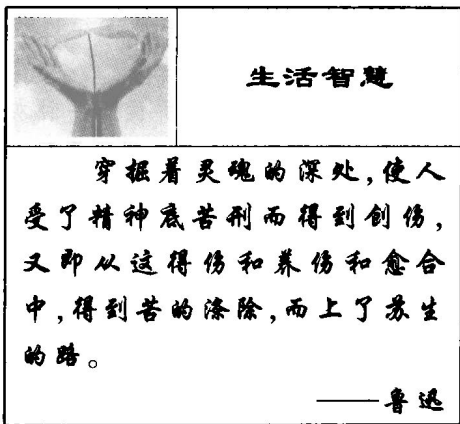 生活智慧
穿掘着灵魂的深处,使人
受了精神底苦刑而得到创伤,
又即从这得伤和养伤和愈合
中,得到苦的涤除,而上了苏生
的路。
——鲁迅